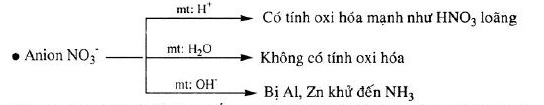 mt: H⁺
Có tính oxi hóa mạnh như HNO₃ loãng
• Anion NO₃⁻
mt: H₂O
Không có tính oxi hóa
mt: OH⁻
Bị Al, Zn khử đến NH₃